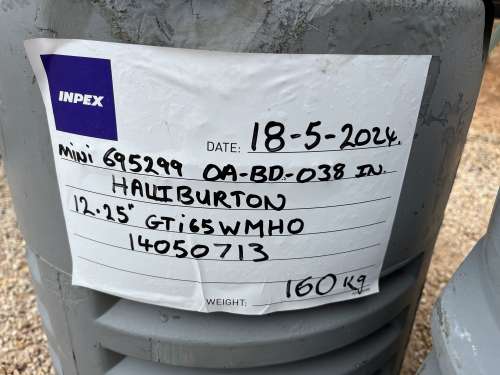 INPEX
DATE: 18-5-2024.
mini 695299 OA-BD-038 IN.
HALIBURTON
12.25" GTi65WMHO
14050713
WEIGHT: 160 Kg